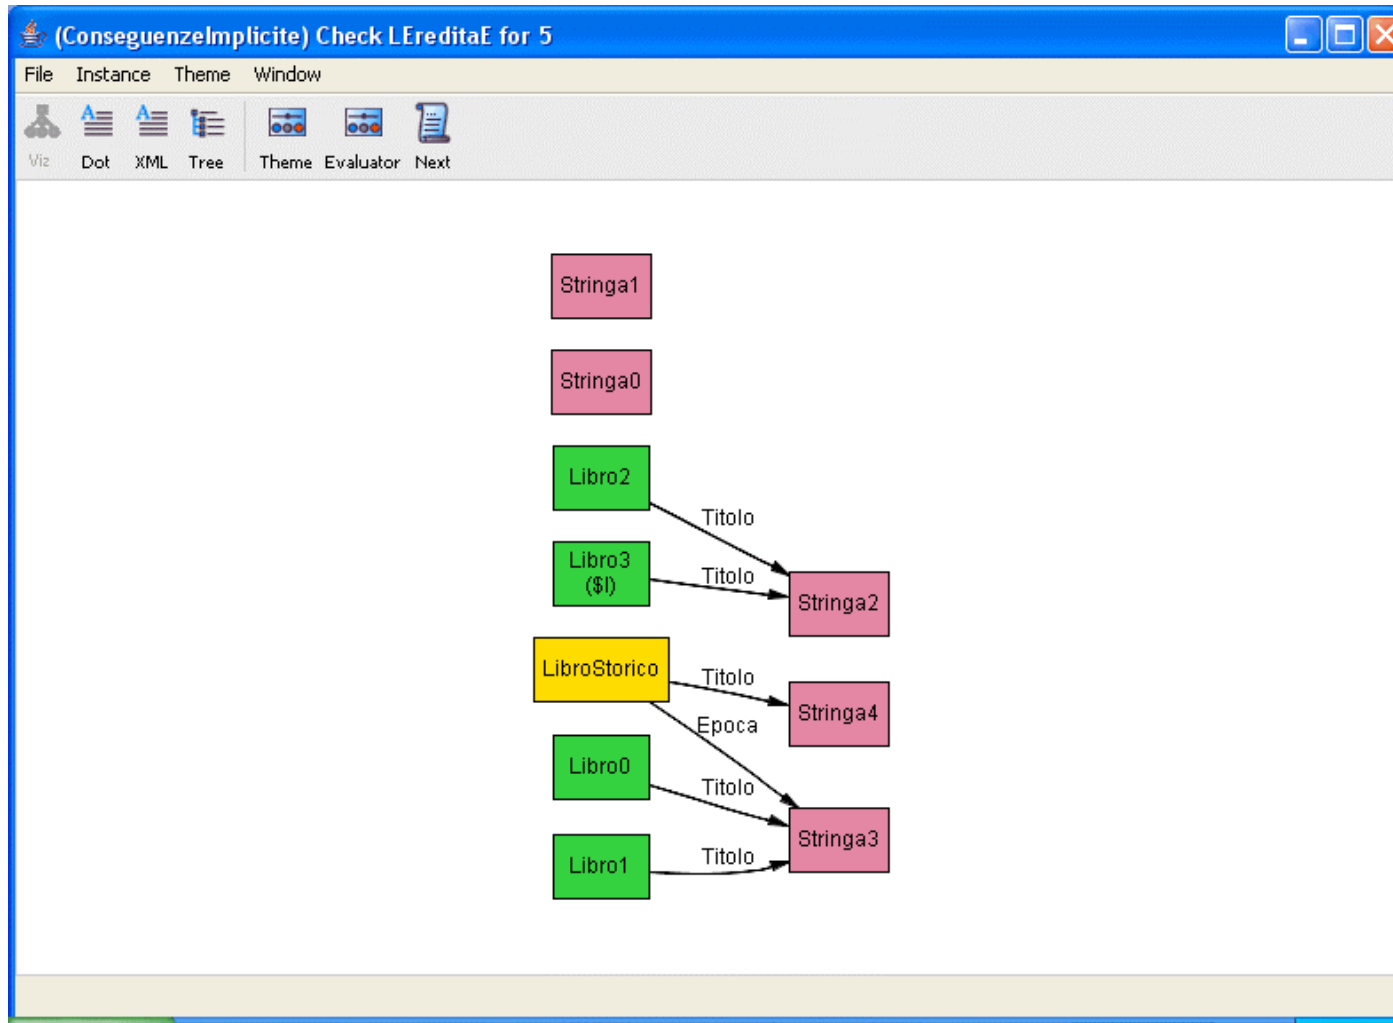 (ConseguenzeImplicite) Check LEreditaE for 5
File Instance Theme Window
Viz Dot XML Tree Theme Evaluator Next
Stringa1
Stringa0
Libro2
Titolo
Libro3
($l)
Titolo
Stringa2
LibroStorico
Titolo
Stringa4
Epoca
Libro0
Titolo
Stringa3
Libro1
Titolo